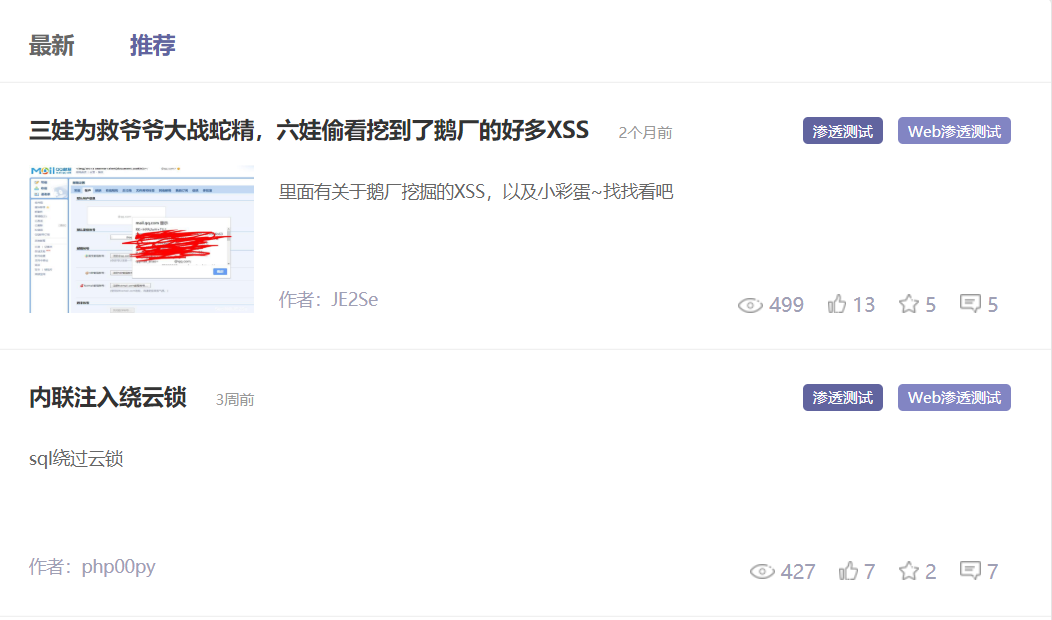 最新 推荐
三娃为救爷爷大战蛇精，六娃偷看挖到了鹅厂的好多XSS 2个月前 渗透测试 Web渗透测试
里面有关于鹅厂挖掘的XSS，以及小彩蛋~找找看吧
作者：JE2Se 499 13 5 5
内联注入绕云锁 3周前 渗透测试 Web渗透测试
sql绕过云锁
作者：php00py 427 7 2 7